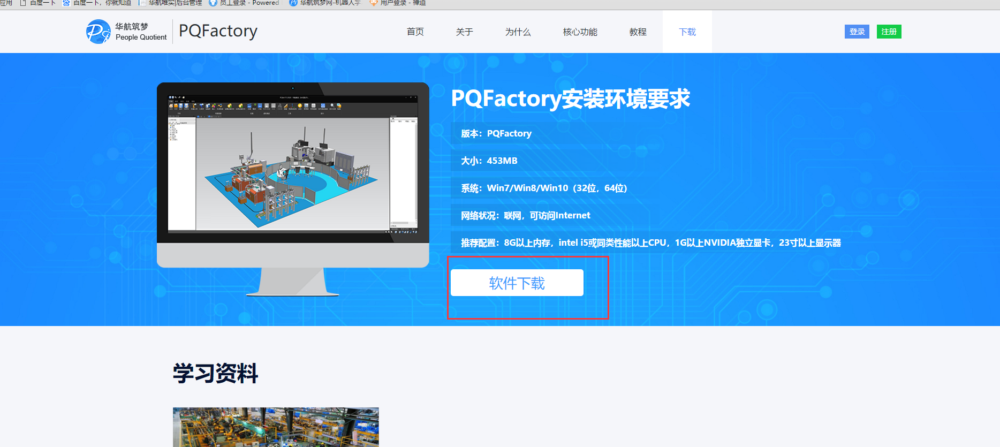 应用 百度一下 百度一下，你就知道 华航唯实|后台管理 员工登录 - Powered 华航筑梦网-机器人学 用户登录 - 禅道
华航筑梦
People Quotient
PQFactory
首页 关于 为什么 核心功能 教程 下载 登录 注册
PQFactory安装环境要求
版本：PQFactory
大小：453MB
系统：Win7/Win8/Win10（32位，64位）
网络状况：联网，可访问Internet
推荐配置：8G以上内存，intel i5或同类性能以上CPU，1G以上NVIDIA独立显卡，23寸以上显示器
软件下载
学习资料